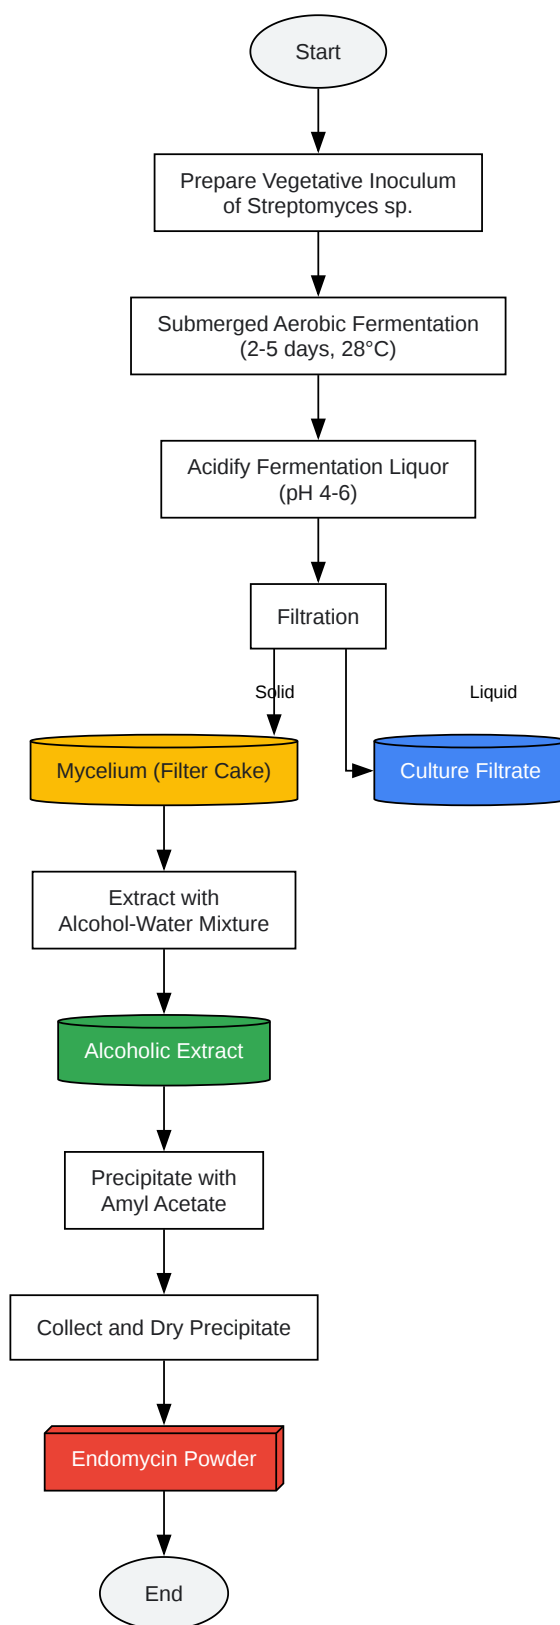 Start
Prepare Vegetative Inoculum
of Streptomyces sp.
Submerged Aerobic Fermentation
(2-5 days, 28°C)
Acidify Fermentation Liquor
(pH 4-6)
Filtration
Solid
Liquid
Mycelium (Filter Cake)
Culture Filtrate
Extract with
Alcohol-Water Mixture
Alcoholic Extract
Precipitate with
Amyl Acetate
Collect and Dry Precipitate
Endomycin Powder
End